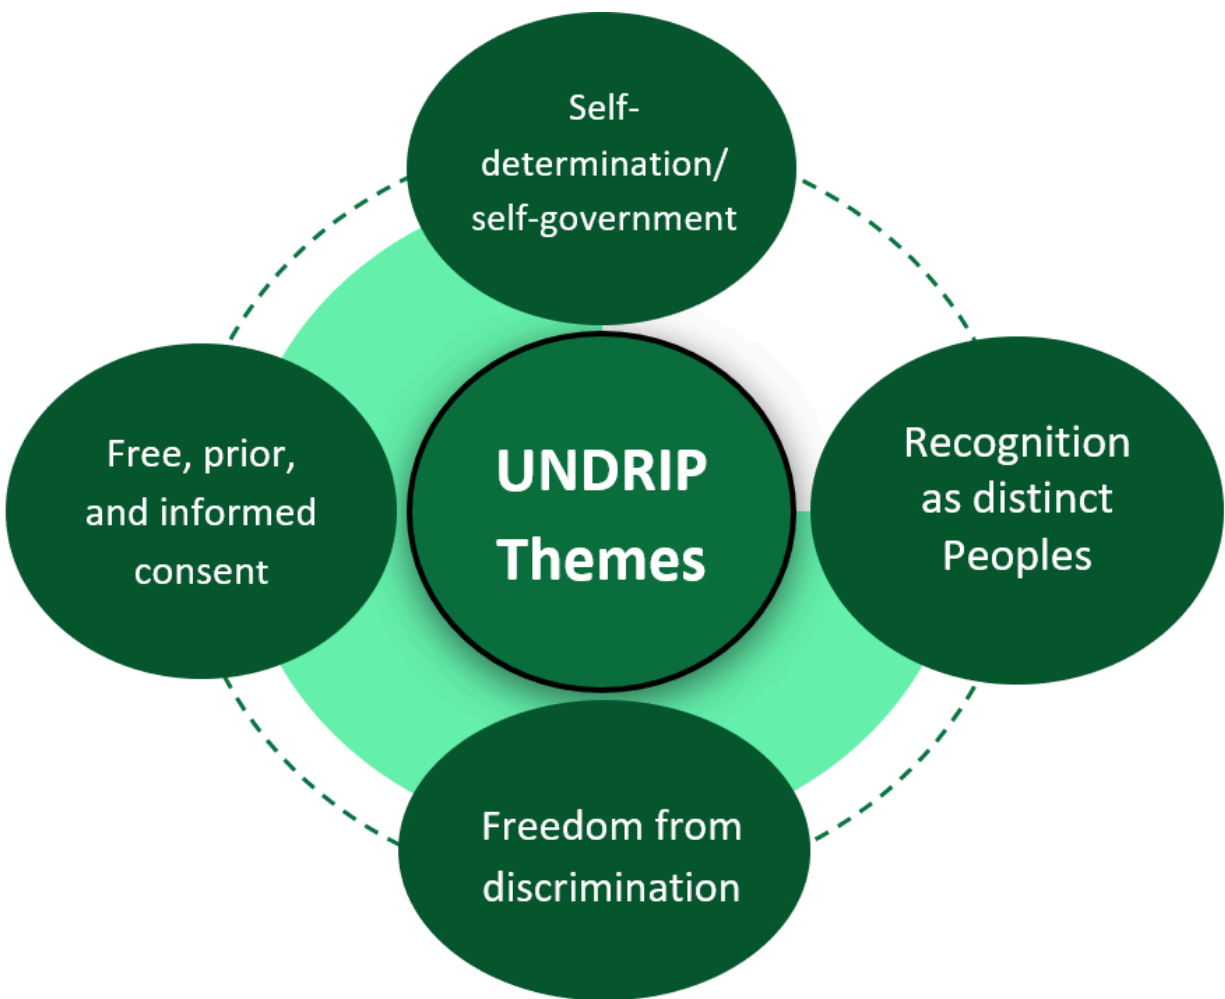 Self-
determination/
self-government
Free, prior,
and informed
consent
UNDRIP
Themes
Recognition
as distinct
Peoples
Freedom from
discrimination